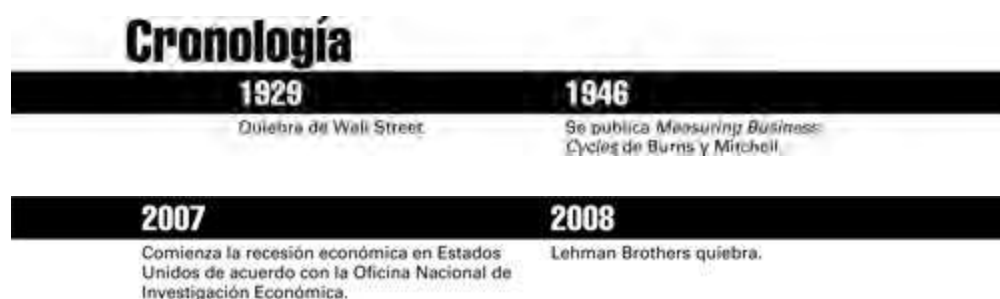 Cronología
1929
1946
Quiebra de Wall Street.
Se publica Measuring Business
Cycles de Burns y Mitchell.
2007
2008
Comienza la recesión económica en Estados
Unidos de acuerdo con la Oficina Nacional de
Investigación Económica.
Lehman Brothers quiebra.